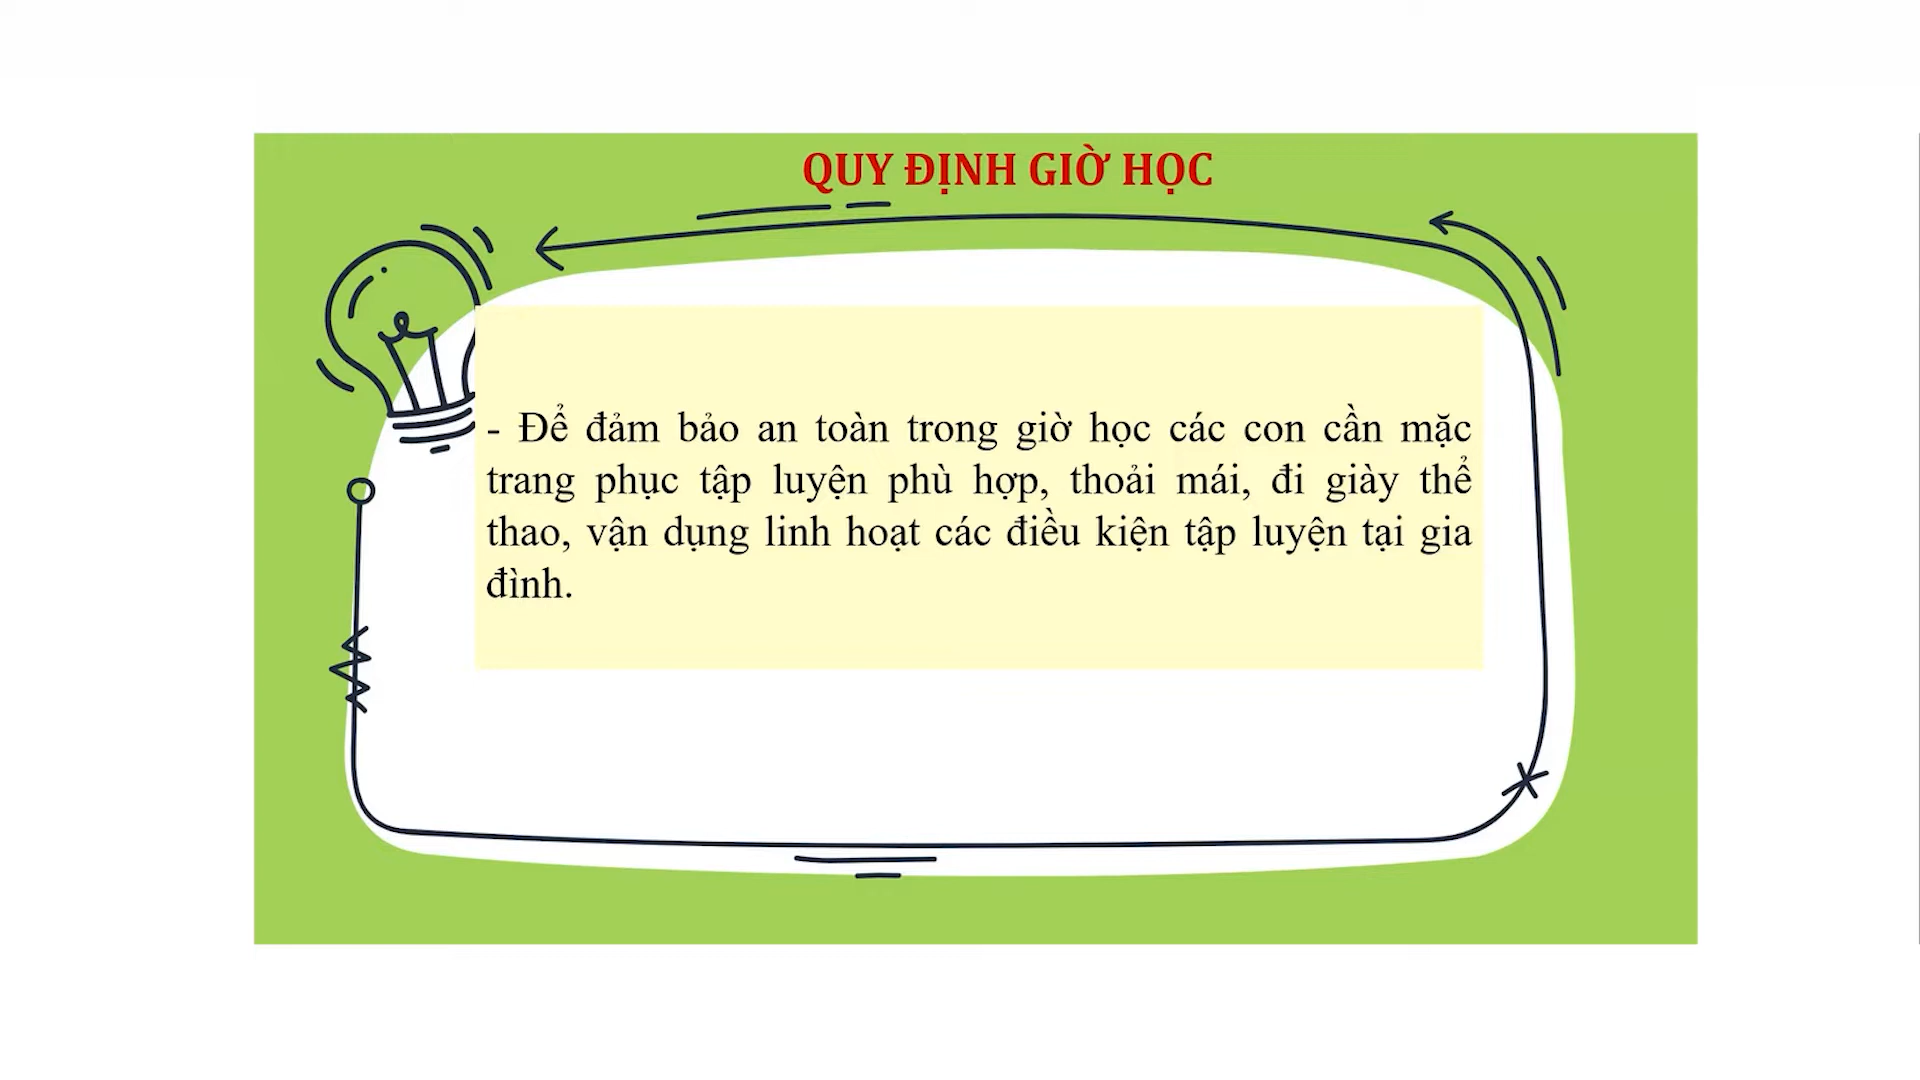 QUY ĐỊNH GIỜ HỌC
- Để đảm bảo an toàn trong giờ học các con cần mặc
trang phục tập luyện phù hợp, thoải mái, đi giày thể
thao, vận dụng linh hoạt các điều kiện tập luyện tại gia
đình.